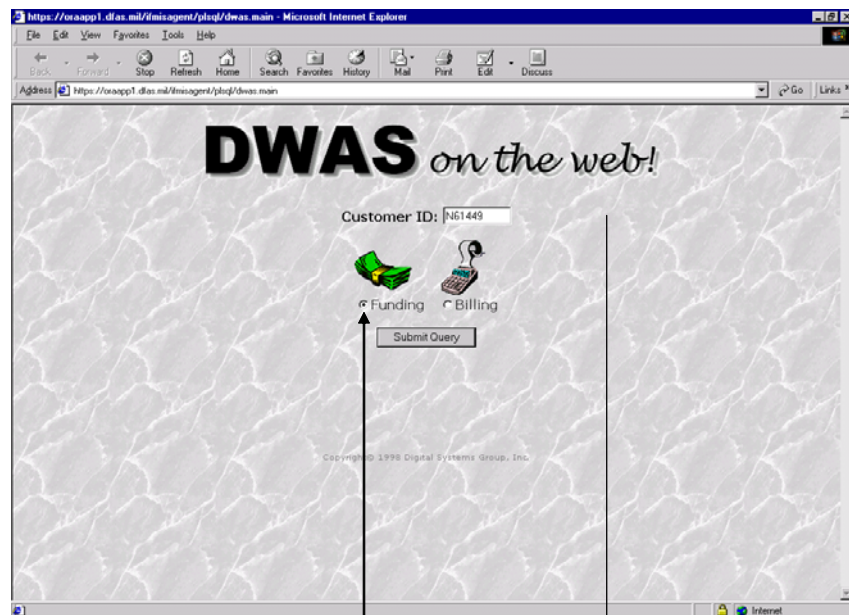 https://oraapp1.dfas.mil/ifmisagent/plsql/dwas.main - Microsoft Internet Explorer
File Edit View Favorites Tools Help
Back Forward Stop Refresh Home Search Favorites History Mail Print Edit Discuss
Address https://oraapp1.dfas.mil/ifmisagent/plsql/dwas.main Go Links »
DWAS on the web!
Customer ID: N61449
Funding Billing
Submit Query
Copyright © 1998 Digital Systems Group, Inc.
Internet